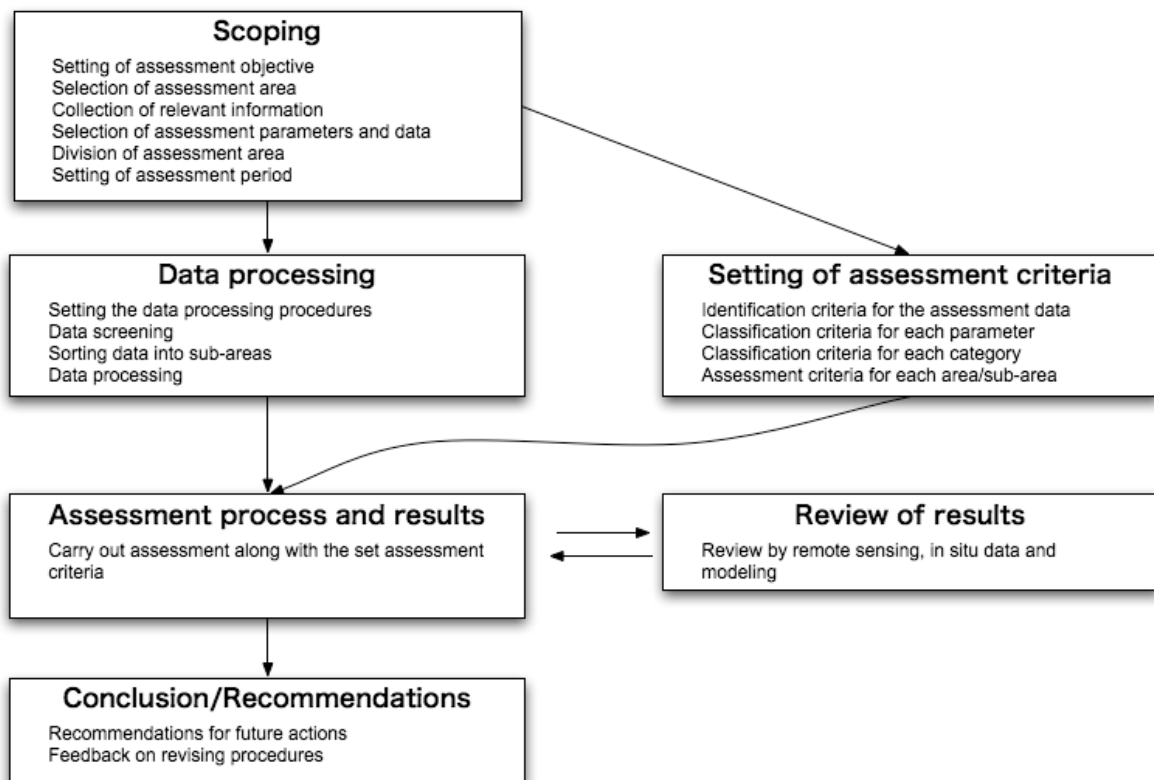 Scoping
Setting of assessment objective
Selection of assessment area
Collection of relevant information
Selection of assessment parameters and data
Division of assessment area
Setting of assessment period
Data processing
Setting the data processing procedures
Data screening
Sorting data into sub-areas
Data processing
Setting of assessment criteria
Identification criteria for the assessment data
Classification criteria for each parameter
Classification criteria for each category
Assessment criteria for each area/sub-area
Assessment process and results
Carry out assessment along with the set assessment
criteria
Review of results
Review by remote sensing, in situ data and
modeling
Conclusion/Recommendations
Recommendations for future actions
Feedback on revising procedures